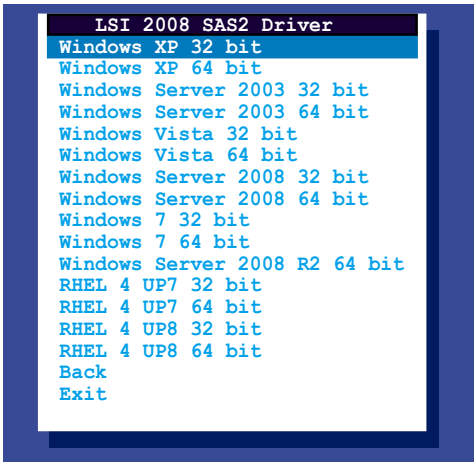 LSI 2008 SAS2 Driver
Windows XP 32 bit
Windows XP 64 bit
Windows Server 2003 32 bit
Windows Server 2003 64 bit
Windows Vista 32 bit
Windows Vista 64 bit
Windows Server 2008 32 bit
Windows Server 2008 64 bit
Windows 7 32 bit
Windows 7 64 bit
Windows Server 2008 R2 64 bit
RHEL 4 UP7 32 bit
RHEL 4 UP7 64 bit
RHEL 4 UP8 32 bit
RHEL 4 UP8 64 bit
Back
Exit